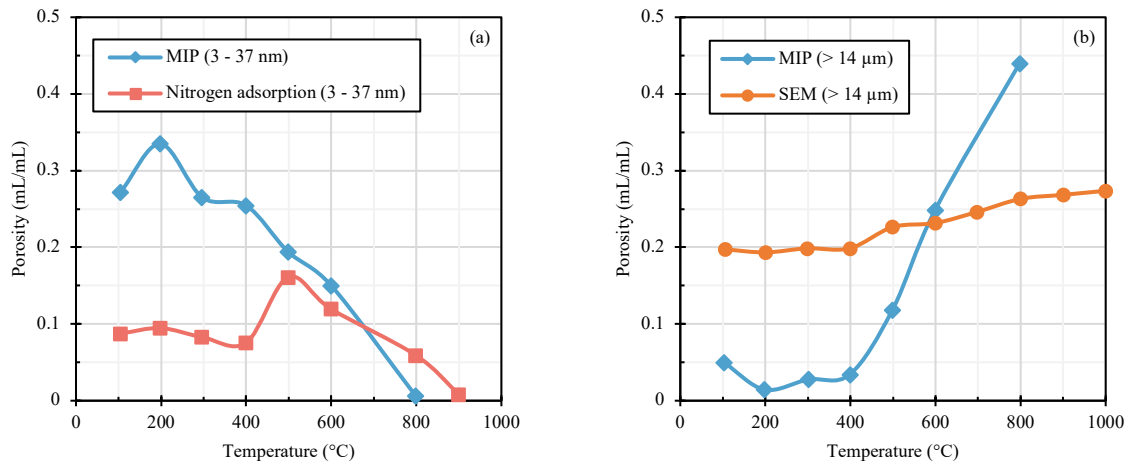 (a)
MIP (3 - 37 nm)
Nitrogen adsorption (3 - 37 nm)
Porosity (mL/mL)
0.5
0.4
0.3
0.2
0.1
0
0 200 400 600 800 1000
Temperature (°C)
(b)
MIP (> 14 µm)
SEM (> 14 µm)
Porosity (mL/mL)
0.5
0.4
0.3
0.2
0.1
0
0 200 400 600 800 1000
Temperature (°C)